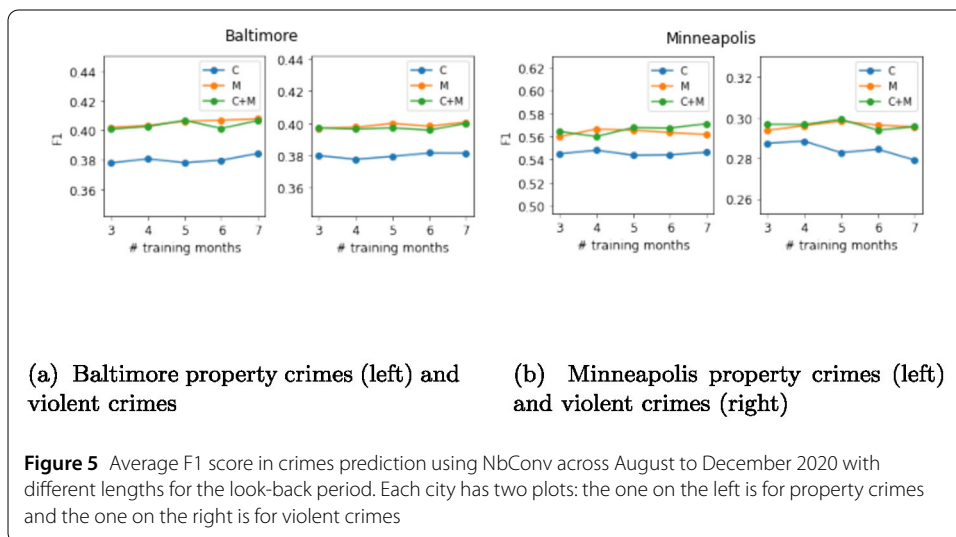 Baltimore
Minneapolis
0.44
0.42
0.40
0.38
0.36
F1
C
M
C+M
3 4 5 6 7
# training months
0.44
0.42
0.40
0.38
0.36
C
M
C+M
3 4 5 6 7
# training months
0.62
0.60
0.58
0.56
0.54
0.52
0.50
F1
C
M
C+M
3 4 5 6 7
# training months
0.32
0.30
0.28
0.26
C
M
C+M
3 4 5 6 7
# training months
(a) Baltimore property crimes (left) and
violent crimes
(b) Minneapolis property crimes (left)
and violent crimes (right)
Figure 5 Average F1 score in crimes prediction using NbConv across August to December 2020 with
different lengths for the look-back period. Each city has two plots: the one on the left is for property crimes
and the one on the right is for violent crimes